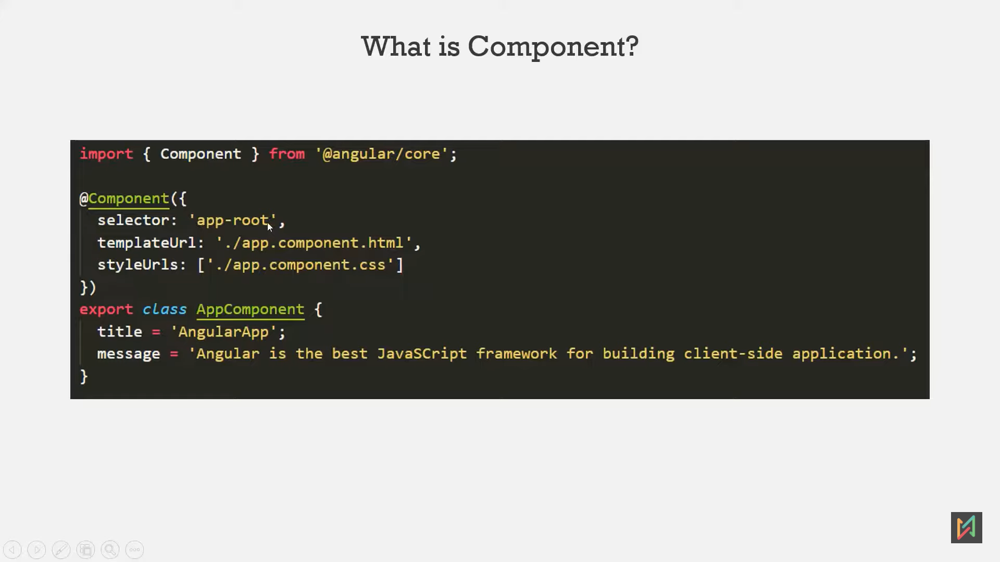 What is Component?
import { Component } from '@angular/core';
@Component({
  selector: 'app-root',
  templateUrl: './app.component.html',
  styleUrls: ['./app.component.css']
})
export class AppComponent {
  title = 'AngularApp';
  message = 'Angular is the best JavaSCript framework for building client-side application.';
}